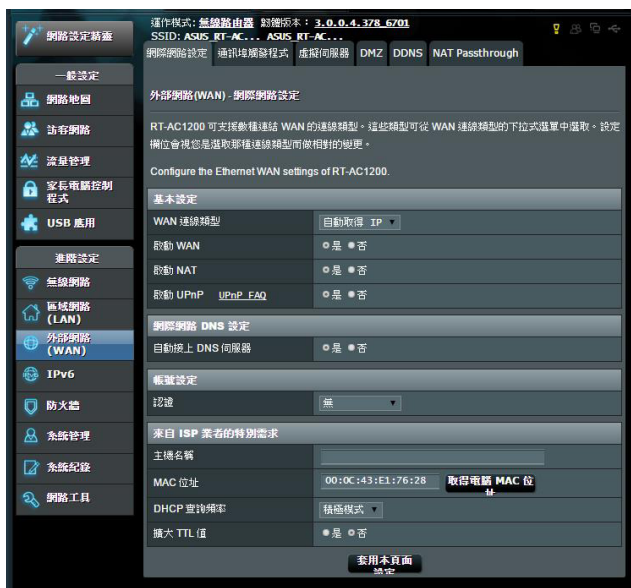 網路設定精靈
一般設定
網路地圖
訪客網路
流量管理
家長電腦控制
程式
USB 應用
進階設定
無線網路
區域網路
(LAN)
外部網路
(WAN)
IPv6
防火牆
系統管理
系統紀錄
網路工具
運作模式: 無線路由器 韌體版本: 3.0.0.4.378_6701
SSID: ASUS_RT-AC... ASUS_RT-AC...
網際網路設定 通訊埠觸發程式 虛擬伺服器 DMZ DDNS NAT Passthrough
外部網路(WAN) - 網際網路設定
RT-AC1200 可支援數種連結 WAN 的連線類型。這些類型可從 WAN 連線類型的下拉式選單中選取。設定
欄位會視您是選取那種連線類型而做相對的變更。
Configure the Ethernet WAN settings of RT-AC1200.
基本設定
WAN 連線類型 自動取得 IP
啟動 WAN 是 否
啟動 NAT 是 否
啟動 UPnP UPnP FAQ 是 否
網際網路 DNS 設定
自動接上 DNS 伺服器 是 否
帳號設定
認證 無
來自 ISP 業者的特別需求
主機名稱
MAC 位址 00:0C:43:E1:76:28 取得電腦 MAC 位
址
DHCP 查詢頻率 積極模式
擴大 TTL 值 是 否
套用本頁面
設定